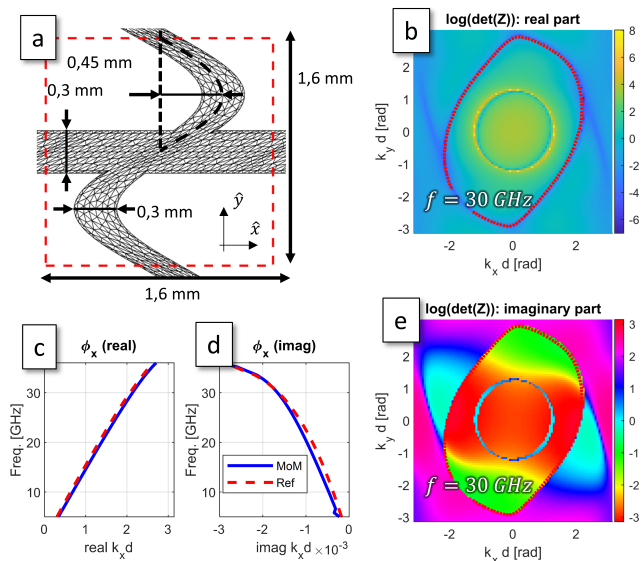 a
0,45 mm
0,3 mm
0,3 mm
ŷ
x̂
1,6 mm
1,6 mm
b
log(det(Z)): real part
k_y d [rad]
3
2
1
0
-1
-2
-3
f = 30 GHz
-2
0
2
k_x d [rad]
8
6
4
2
0
-2
-4
-6
c
ϕ_x (real)
Freq. [GHz]
30
20
10
0
1
2
3
real k_x d
d
ϕ_x (imag)
Freq. [GHz]
30
20
10
MoM
Ref
-3
-2
-1
0
imag k_x d ×10^-3
e
log(det(Z)): imaginary part
k_y d [rad]
3
2
1
0
-1
-2
-3
f = 30 GHz
-2
0
2
k_x d [rad]
3
2
1
0
-1
-2
-3